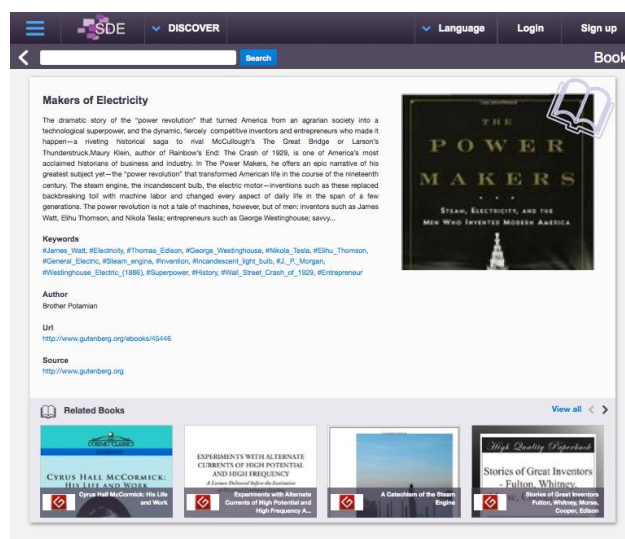 SDE
DISCOVER
Language
Login
Sign up
Search
Book
Makers of Electricity
The dramatic story of the "power revolution" that turned America from an agrarian society into a
technological superpower, and the dynamic, fiercely competitive inventors and entrepreneurs who made it
happen—a riveting historical saga to rival McCullough's The Great Bridge or Larson's
Thunderstruck.Maury Klein, author of Rainbow's End: The Crash of 1929, is one of America's most
acclaimed historians of business and industry. In The Power Makers, he offers an epic narrative of his
greatest subject yet—the "power revolution" that transformed American life in the course of the nineteenth
century. The steam engine, the incandescent bulb, the electric motor—inventions such as these replaced
backbreaking toil with machine labor and changed every aspect of daily life in the span of a few
generations. The power revolution is not a tale of machines, however, but of men: inventors such as James
Watt, Elihu Thomson, and Nikola Tesla; entrepreneurs such as George Westinghouse; savvy...
Keywords
#James_Watt, #Electricity, #Thomas_Edison, #George_Westinghouse, #Nikola_Tesla, #Elihu_Thomson,
#General_Electric, #Steam_engine, #Invention, #Incandescent_light_bulb, #J._P._Morgan,
#Westinghouse_Electric_(1886), #Superpower, #History, #Wall_Street_Crash_of_1929, #Entrepreneur
Author
Brother Potamian
Url
http://www.gutenberg.org/ebooks/45446
Source
http://www.gutenberg.org
THE
POWER
MAKERS
STEAM, ELECTRICITY, AND THE
MEN WHO INVENTED MODERN AMERICA
Related Books
View all
COSIMO CLASSICS
CYRUS HALL MCCORMICK:
HIS LIFE AND WORK
Cyrus Hall McCormick: His Life
and Work
EXPERIMENTS WITH ALTERNATE
CURRENTS OF HIGH POTENTIAL
AND HIGH FREQUENCY
A Lecture Delivered before the Institution
Experiments with Alternate
Currents of High Potential and
High Frequency A...
A Catechism of the Steam
Engine
High Quality Paperback
Stories of Great Inventors
- Fulton, Whitney,
Stories of Great Inventors
Fulton, Whitney, Morse,
Cooper, Edison